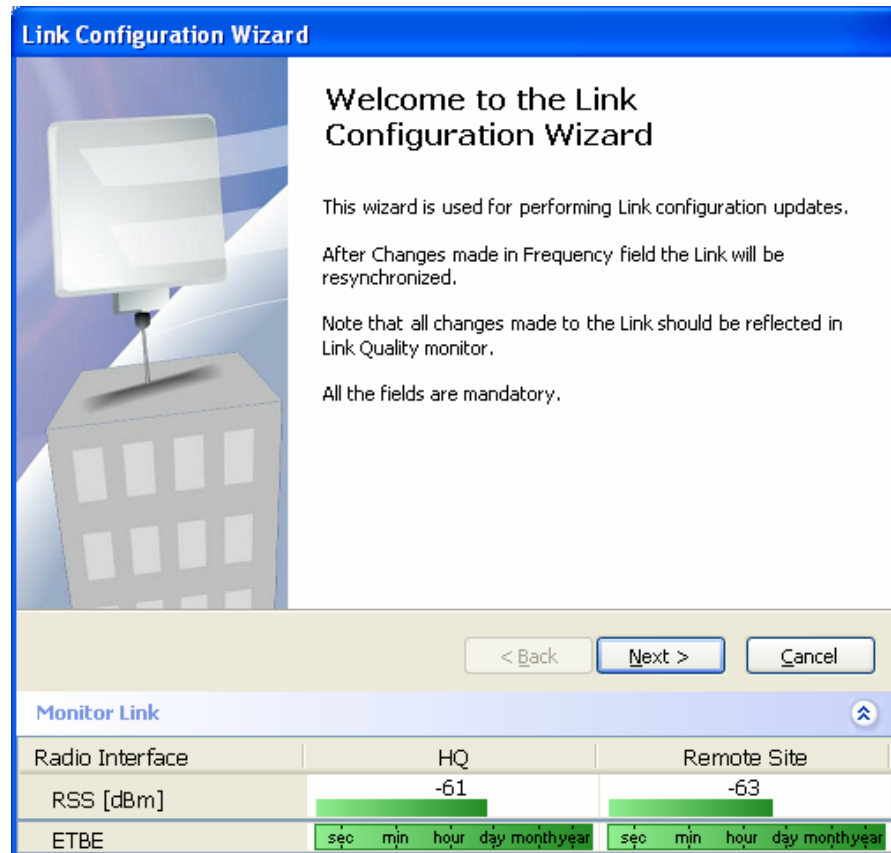 Link Configuration Wizard
Welcome to the Link
Configuration Wizard
This wizard is used for performing Link configuration updates.
After Changes made in Frequency field the Link will be
resynchronized.
Note that all changes made to the Link should be reflected in
Link Quality monitor.
All the fields are mandatory.
< Back Next > Cancel
Monitor Link
Radio Interface HQ Remote Site
RSS [dBm] -61 -63
ETBE sec min hour day month year sec min hour day month year